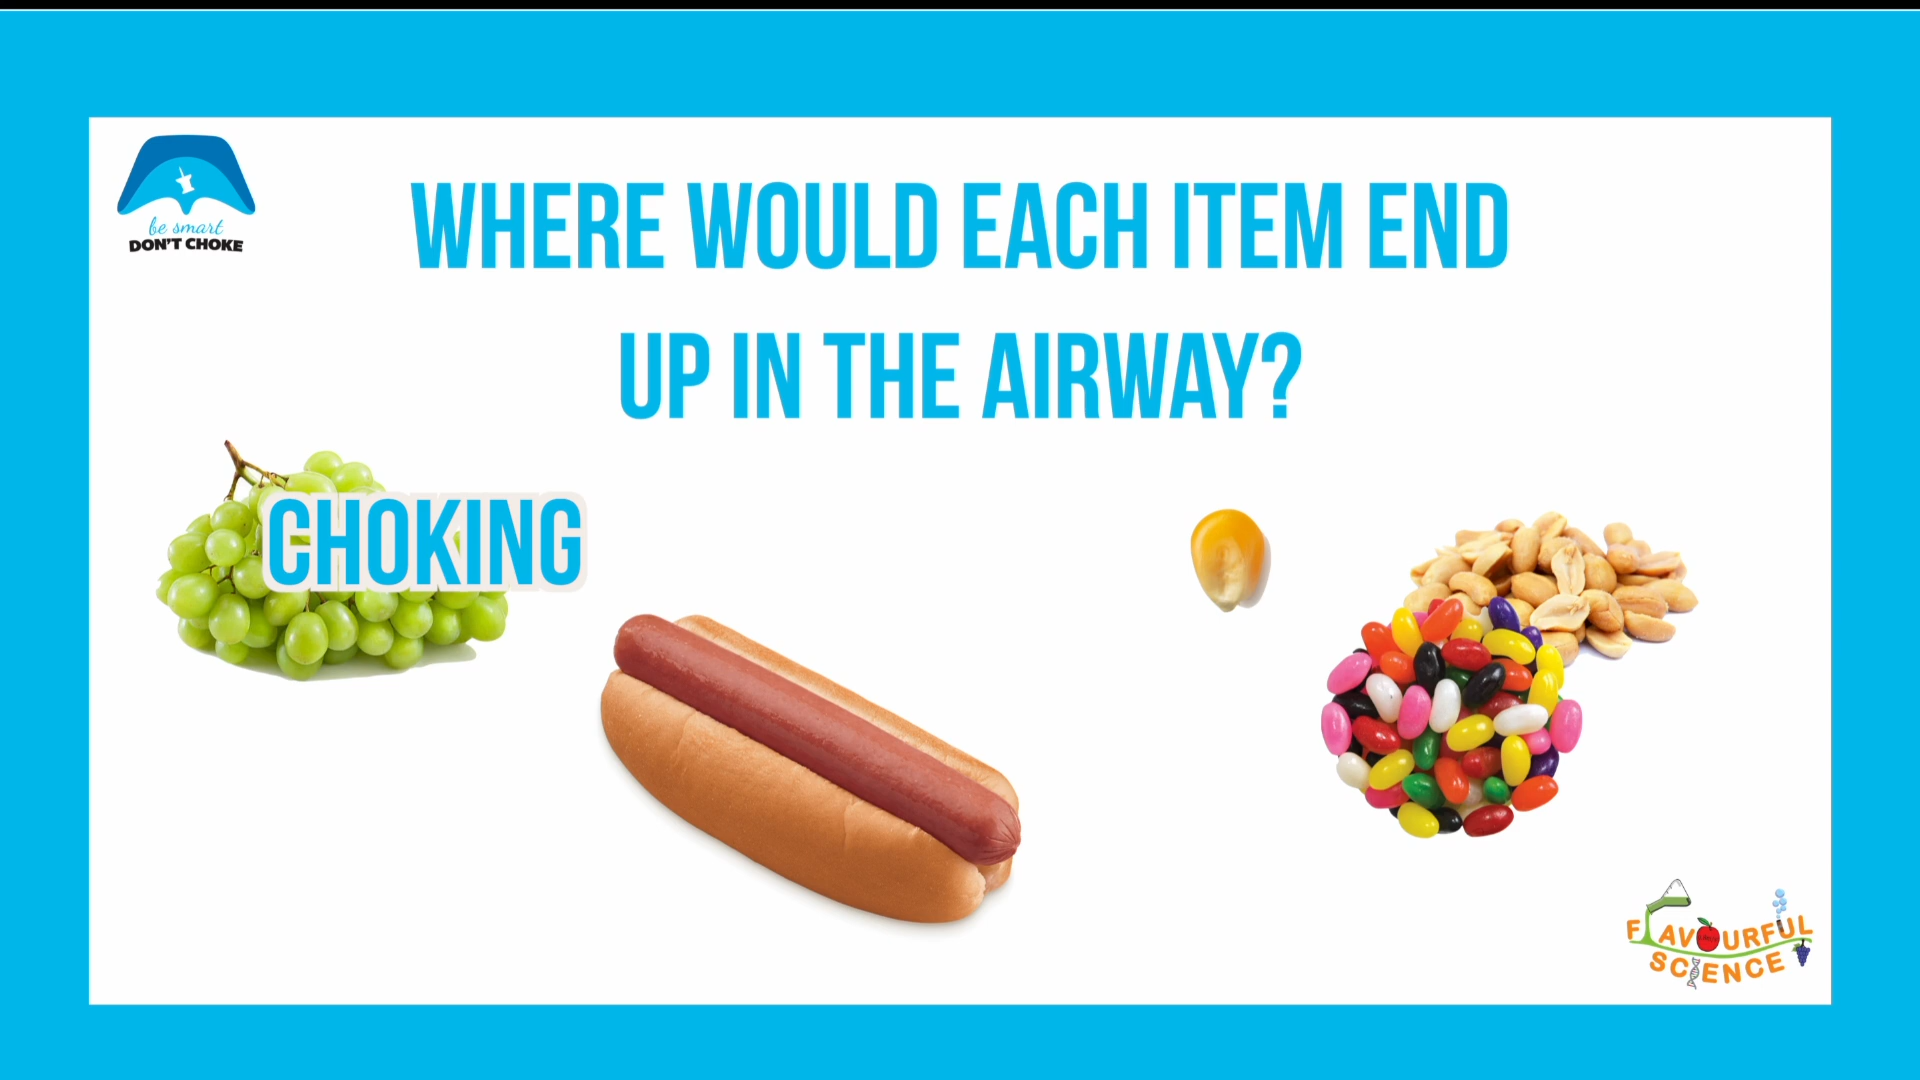 be smart
DON'T CHOKE
WHERE WOULD EACH ITEM END
UP IN THE AIRWAY?
CHOKING
FLAVOURFUL
SCIENCE